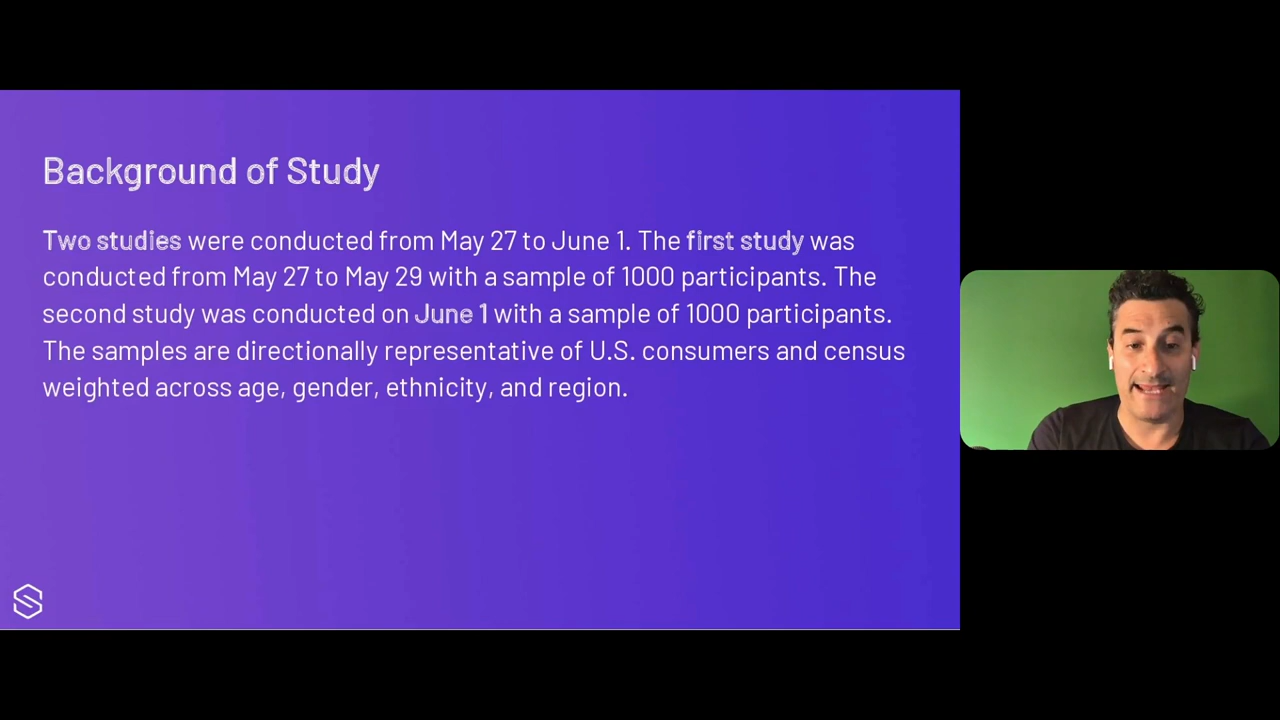 Background of Study
Two studies were conducted from May 27 to June 1. The first study was
conducted from May 27 to May 29 with a sample of 1000 participants. The
second study was conducted on June 1 with a sample of 1000 participants.
The samples are directionally representative of U.S. consumers and census
weighted across age, gender, ethnicity, and region.